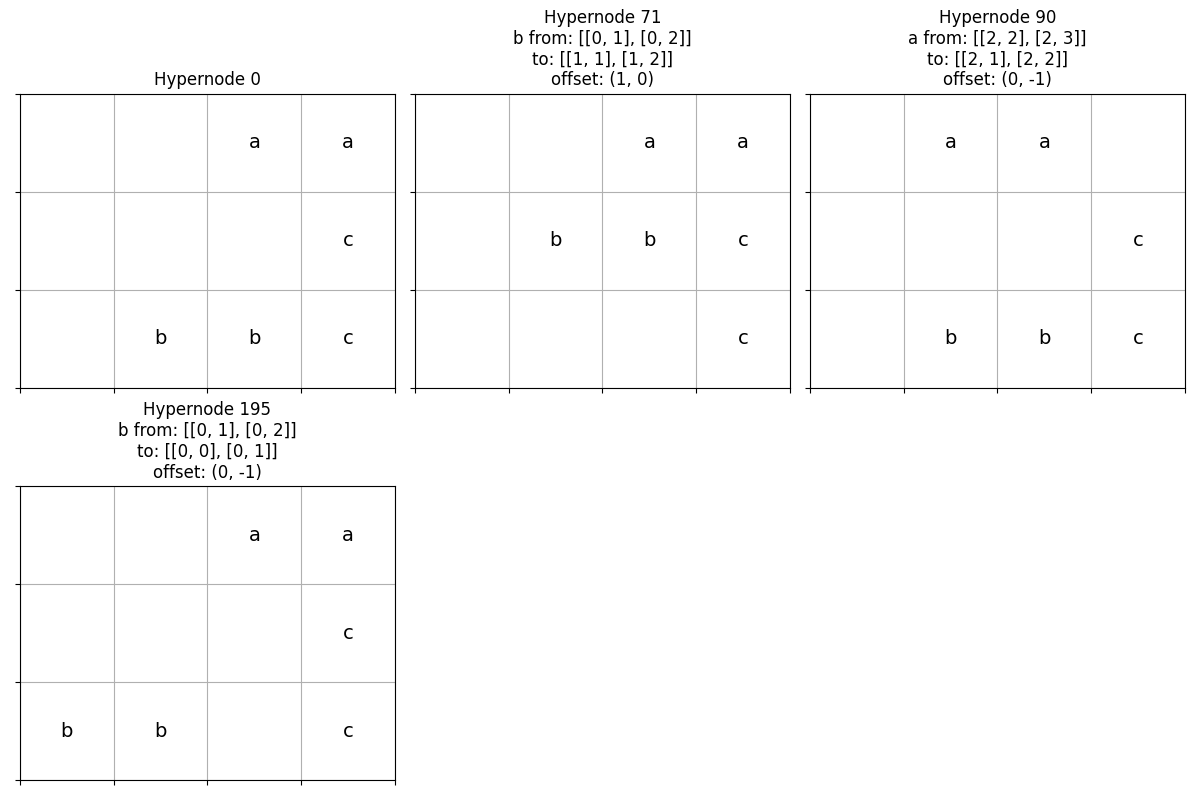 Hypernode 0
a a
c
b b c
Hypernode 71
b from: [[0, 1], [0, 2]]
to: [[1, 1], [1, 2]]
offset: (1, 0)
a a
b b c
c
Hypernode 90
a from: [[2, 2], [2, 3]]
to: [[2, 1], [2, 2]]
offset: (0, -1)
a a
c
b b c
Hypernode 195
b from: [[0, 1], [0, 2]]
to: [[0, 0], [0, 1]]
offset: (0, -1)
a a
c
b b c